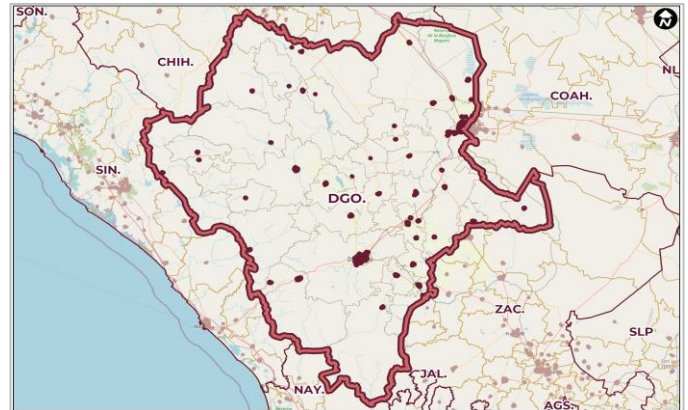 SON.
CHIH.
COAH.
NL
SIN.
DGO.
ZAC.
SLP
NAY.
JAL.
AGS.